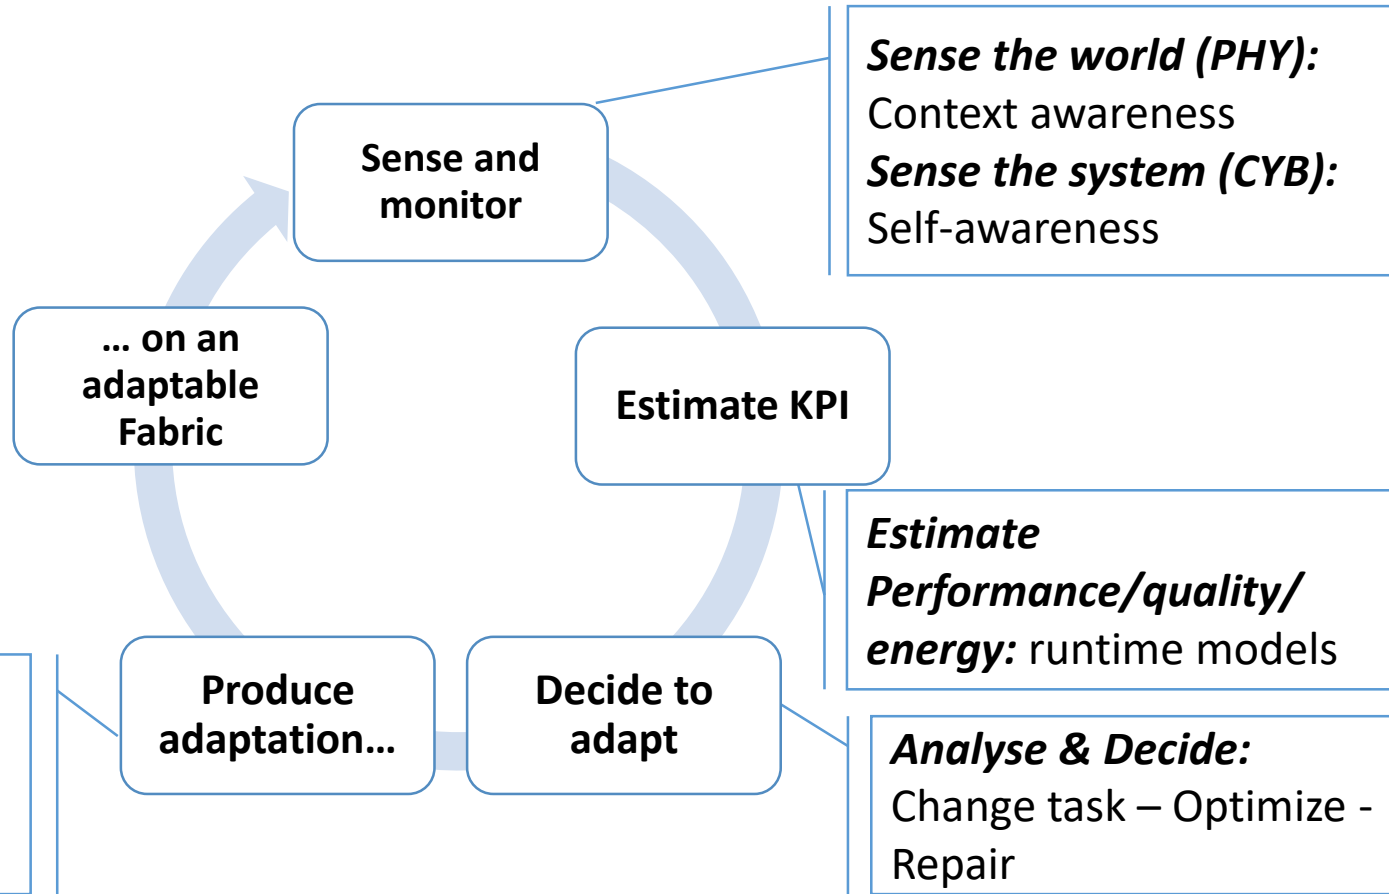 Sense the world (PHY):
Context awareness
Sense the system (CYB):
Self-awareness
Sense and
monitor
… on an
adaptable
Fabric
Estimate KPI
Estimate
Performance/quality/
energy: runtime models
Produce
adaptation…
Decide to
adapt
Analyse & Decide:
Change task – Optimize -
Repair